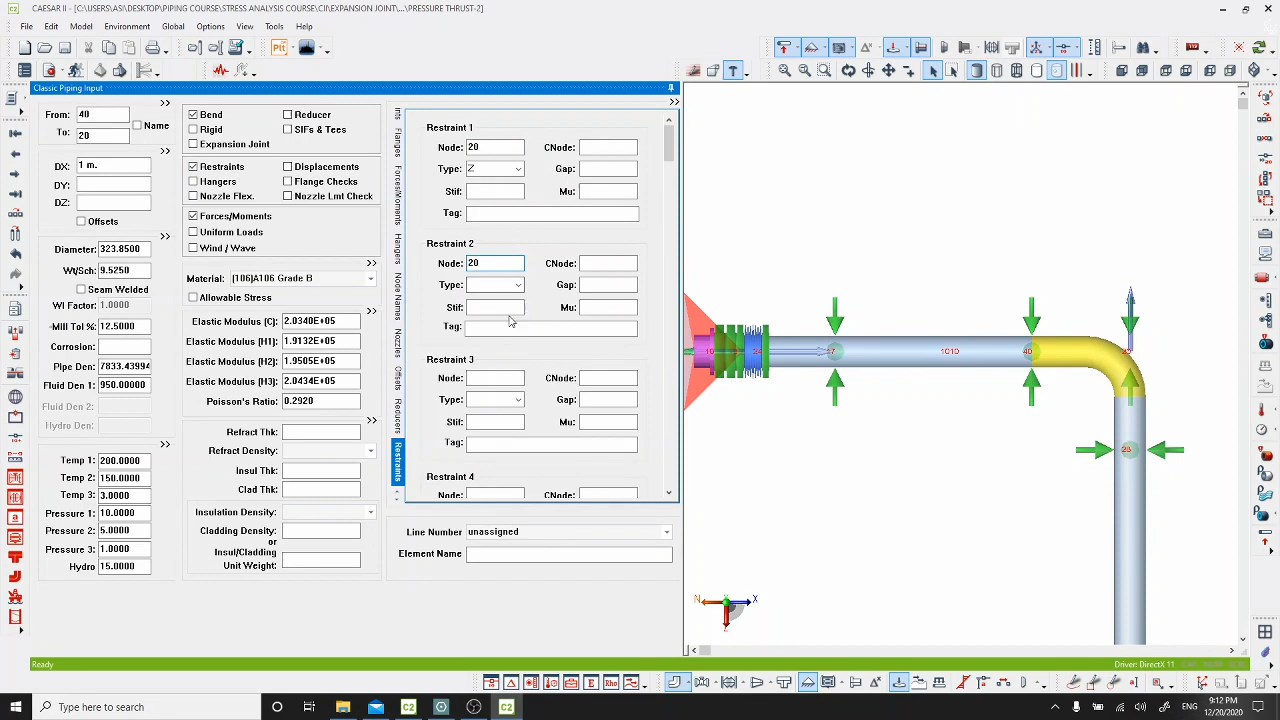 CAESAR II - C:\USERS\ASI\DESKTOP\PIPING COURSE\STRESS ANALYSIS COURSE\CII\EXPANSION JOINT\...\PRESSURE THRUST-2]
File Edit Model Environment Global Options View Tools Help
Classic Piping Input
From: 40
To: 20
Name
DX: 1 m.
DY:
DZ:
Offsets
Diameter: 323.8500
Wt/Sch: 9.5250
Seam Welded
WI Factor: 1.0000
-Mill Tol%: 12.5000
Corrosion:
Pipe Den: 7833.43994
Fluid Den 1: 950.00000
Fluid Den 2:
Hydro Den:
Temp 1: 200.0000
Temp 2: 150.0000
Temp 3: 3.0000
Pressure 1: 10.0000
Pressure 2: 5.0000
Pressure 3: 1.0000
Hydro 15.0000
Bend Reducer
Rigid SIFs & Tees
Expansion Joint
Restraints Displacements
Hangers Flange Checks
Nozzle Flex. Nozzle Lmt Check
Forces/Moments
Uniform Loads
Wind / Wave
Material: (106)A106 Grade B
Allowable Stress
Elastic Modulus (C): 2.0340E+05
Elastic Modulus (H1): 1.9132E+05
Elastic Modulus (H2): 1.9505E+05
Elastic Modulus (H3): 2.0434E+05
Poisson's Ratio: 0.2920
Refract Thk:
Refract Density:
Insul Thk:
Clad Thk:
Insulation Density:
Cladding Density:
or
Insul/Cladding
Unit Weight:
Flanges
Forces/Moments
Hangers
Node Names
Nozzles
Offsets
Reducers
Restraints
Restraint 1
Node: 20 CNode:
Type: Z Gap:
Stif: Mu:
Tag:
Restraint 2
Node: 20 CNode:
Type: Gap:
Stif: Mu:
Tag:
Restraint 3
Node: CNode:
Type: Gap:
Stif: Mu:
Tag:
Restraint 4
Node: CNode:
Line Number unassigned
Element Name
10 24 1010 40
N X
Z
Ready
Driver: DirectX 11
Type here to search
9:12 PM
12/20/2020